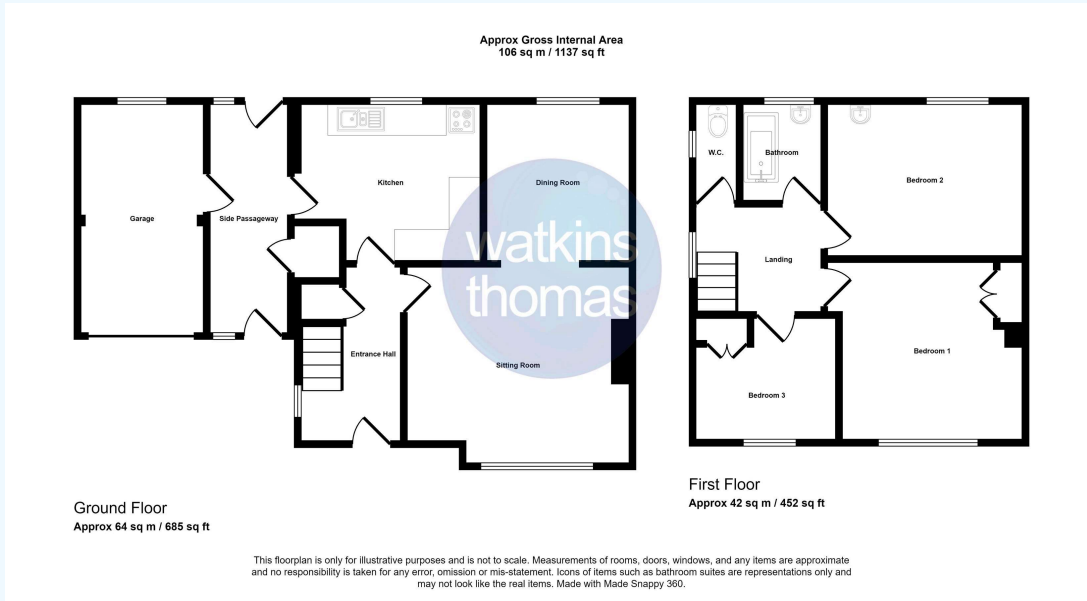 Approx Gross Internal Area
106 sq m / 1137 sq ft
Kitchen
Dining Room
Garage
Side Passageway
watkins
thomas
Entrance Hall
Sitting Room
W.C.
Bathroom
Bedroom 2
Landing
Bedroom 1
Bedroom 3
Ground Floor
Approx 64 sq m / 685 sq ft
First Floor
Approx 42 sq m / 452 sq ft
This floorplan is only for illustrative purposes and is not to scale. Measurements of rooms, doors, windows, and any items are approximate
and no responsibility is taken for any error, omission or mis-statement. Icons of items such as bathroom suites are representations only and
may not look like the real items. Made with Made Snappy 360.